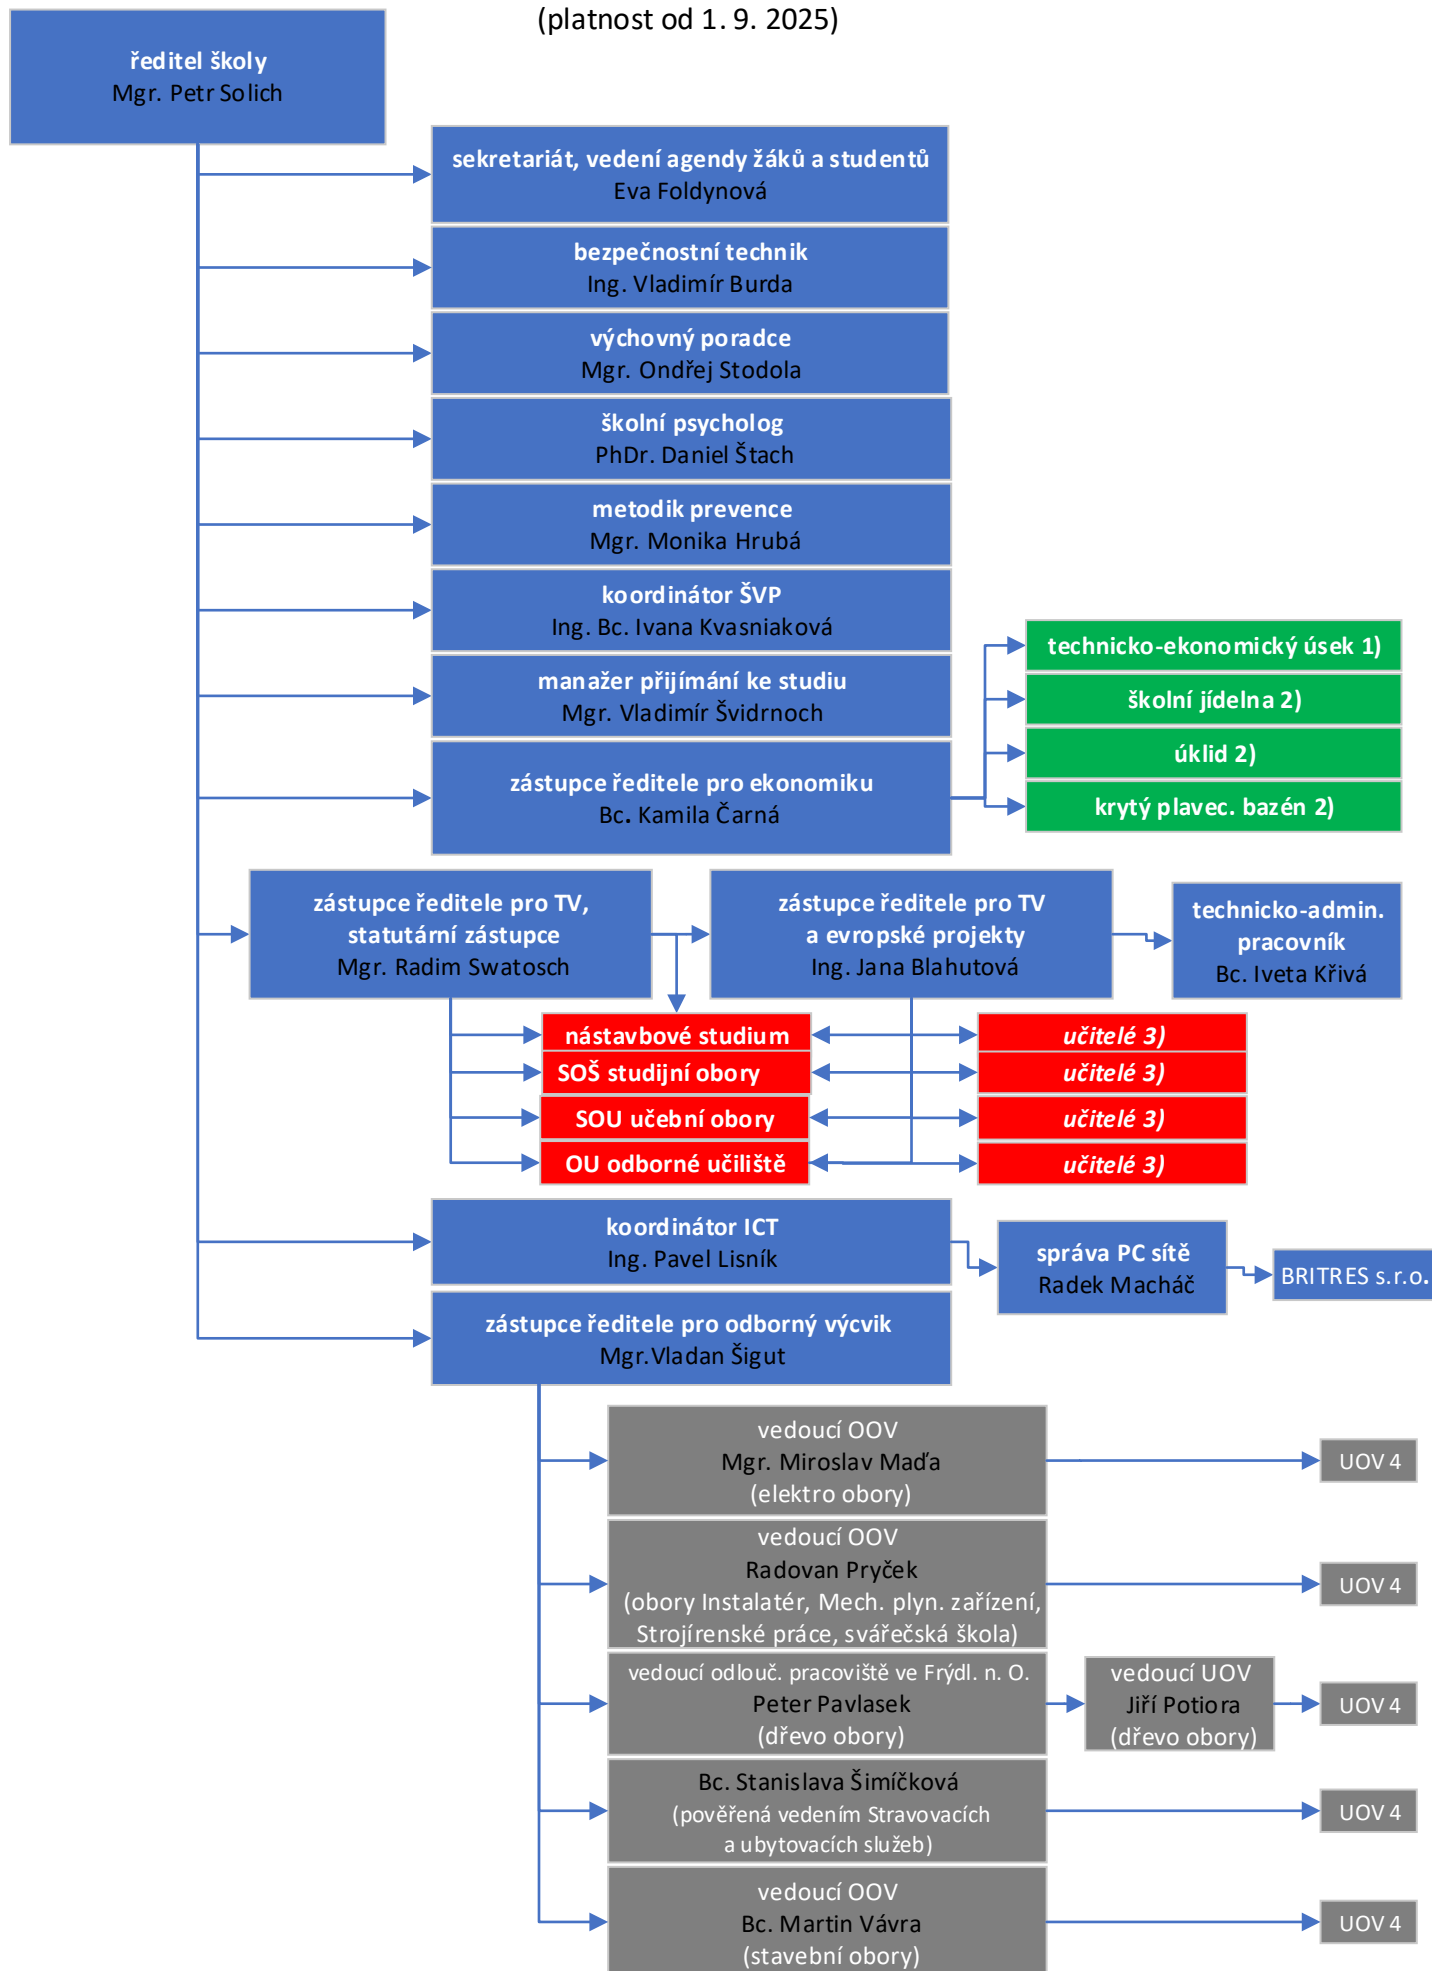 (platnost od 1. 9. 2025)
ředitel školy
Mgr. Petr Solich
sekretariát, vedení agendy žáků a studentů
Eva Foldynová
bezpečnostní technik
Ing. Vladimír Burda
výchovný poradce
Mgr. Ondřej Stodola
školní psycholog
PhDr. Daniel Štach
metodik prevence
Mgr. Monika Hrubá
koordinátor ŠVP
Ing. Bc. Ivana Kvasniaková
manažer přijímání ke studiu
Mgr. Vladimír Švidrnoch
zástupce ředitele pro ekonomiku
Bc. Kamila Čarná
technicko-ekonomický úsek 1)
školní jídelna 2)
úklid 2)
krytý plavec. bazén 2)
zástupce ředitele pro TV,
statutární zástupce
Mgr. Radim Swatosch
zástupce ředitele pro TV
a evropské projekty
Ing. Jana Blahutová
technicko-admin.
pracovník
Bc. Iveta Křivá
nástavbové studium
učitelé 3)
SOŠ studijní obory
učitelé 3)
SOU učební obory
učitelé 3)
OU odborné učiliště
učitelé 3)
koordinátor ICT
Ing. Pavel Lisník
správa PC sítě
Radek Macháč
BRITRES s.r.o.
zástupce ředitele pro odborný výcvik
Mgr.Vladan Šigut
vedoucí OOV
Mgr. Miroslav Maďa
(elektro obory)
UOV 4
vedoucí OOV
Radovan Pryček
(obory Instalatér, Mech. plyn. zařízení,
Strojírenské práce, svářečská škola)
UOV 4
vedoucí odlouč. pracoviště ve Frýdl. n. O.
Peter Pavlasek
(dřevo obory)
vedoucí UOV
Jiří Potiora
(dřevo obory)
UOV 4
Bc. Stanislava Šimíčková
(pověřená vedením Stravovacích
a ubytovacích služeb)
UOV 4
vedoucí OOV
Bc. Martin Vávra
(stavební obory)
UOV 4